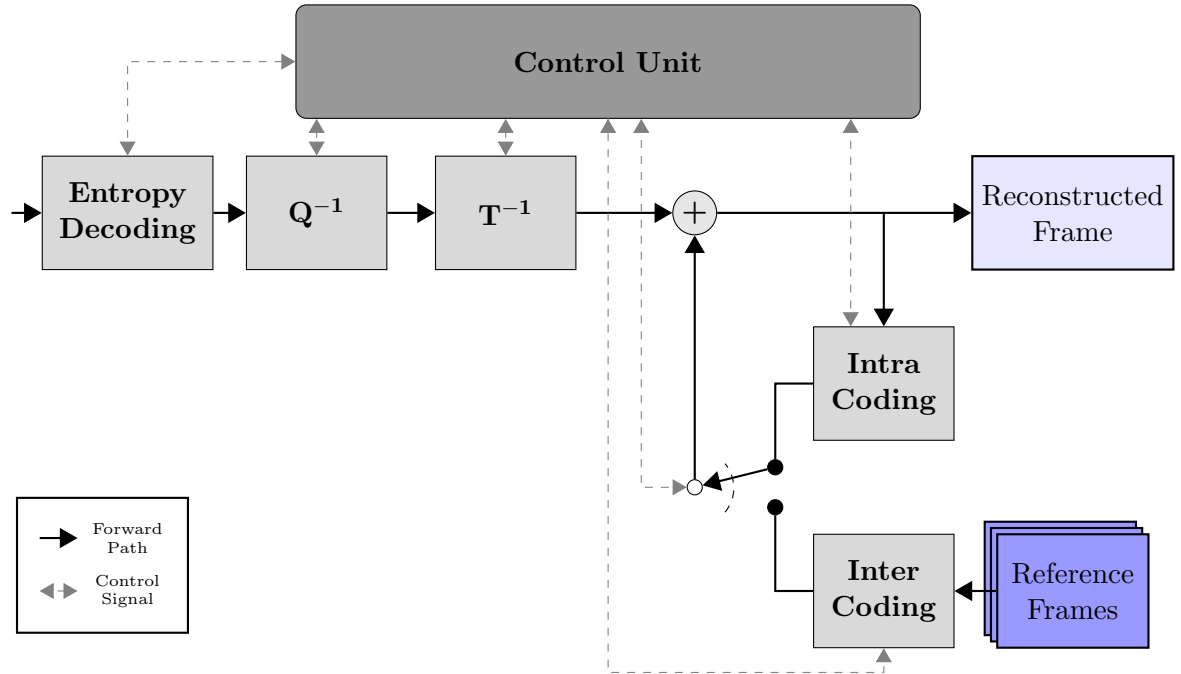 Control Unit
Entropy
Decoding
Q⁻¹
T⁻¹
+
Reconstructed
Frame
Intra
Coding
Inter
Coding
Reference
Frames
Forward
Path
Control
Signal